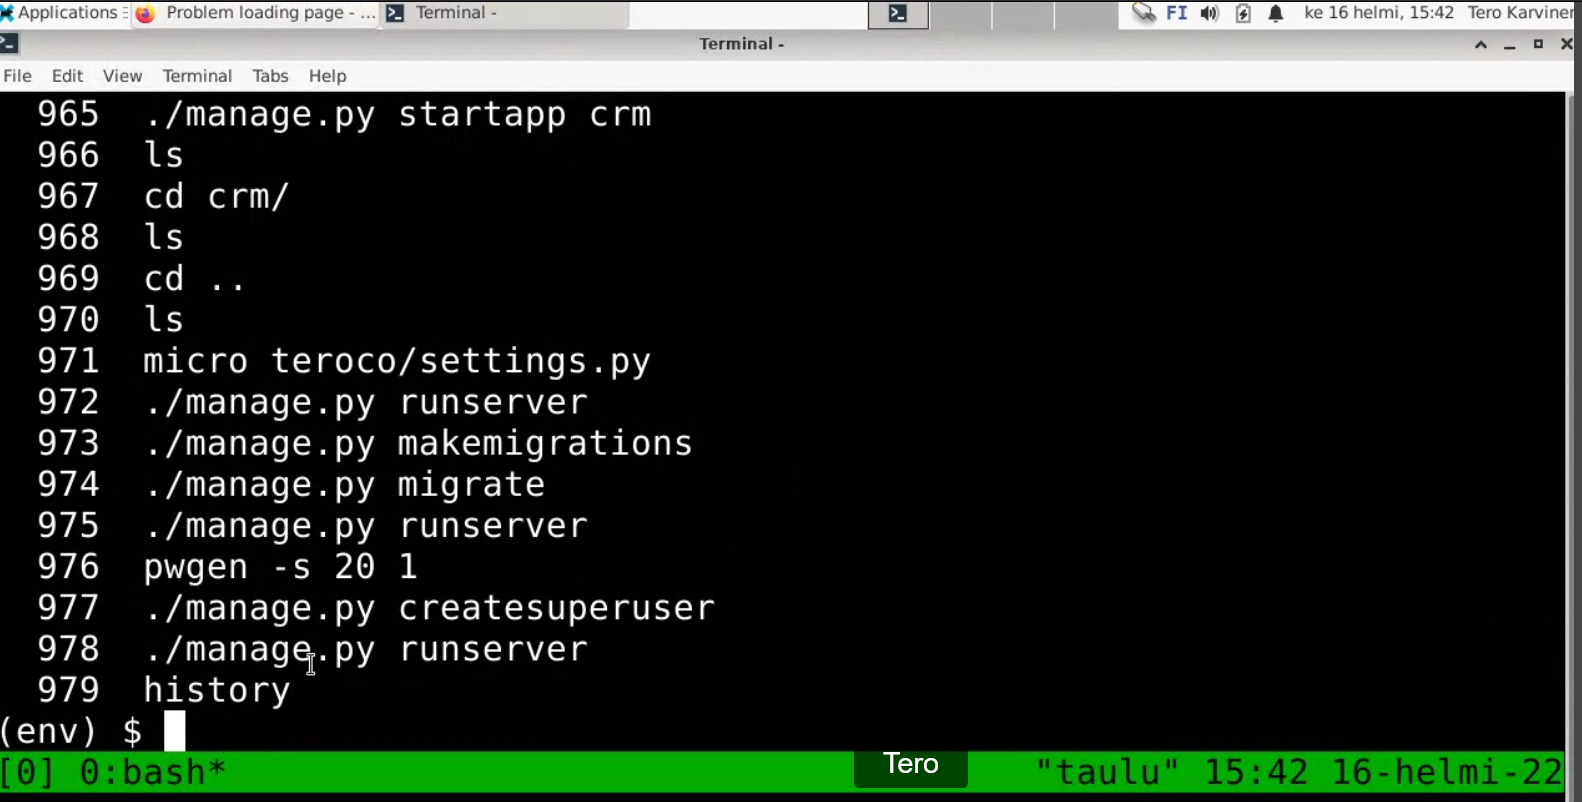 Applications Problem loading page - ... Terminal - FI ke 16 helmi, 15:42 Tero Karvinen
Terminal -
File Edit View Terminal Tabs Help
965 ./manage.py startapp crm
966 ls
967 cd crm/
968 ls
969 cd ..
970 ls
971 micro teroco/settings.py
972 ./manage.py runserver
973 ./manage.py makemigrations
974 ./manage.py migrate
975 ./manage.py runserver
976 pwgen -s 20 1
977 ./manage.py createsuperuser
978 ./manage.py runserver
979 history
(env) $
[0] 0:bash* Tero "taulu" 15:42 16-helmi-22